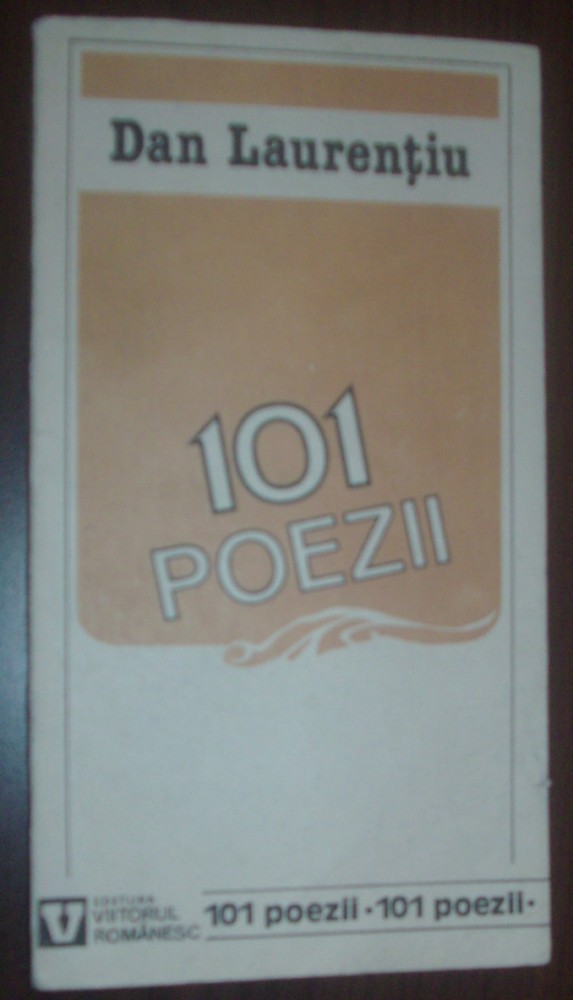 Dan Laurențiu
101
POEZII
EDITURA
VIITORUL
ROMÂNESC
101 poezii · 101 poezii ·